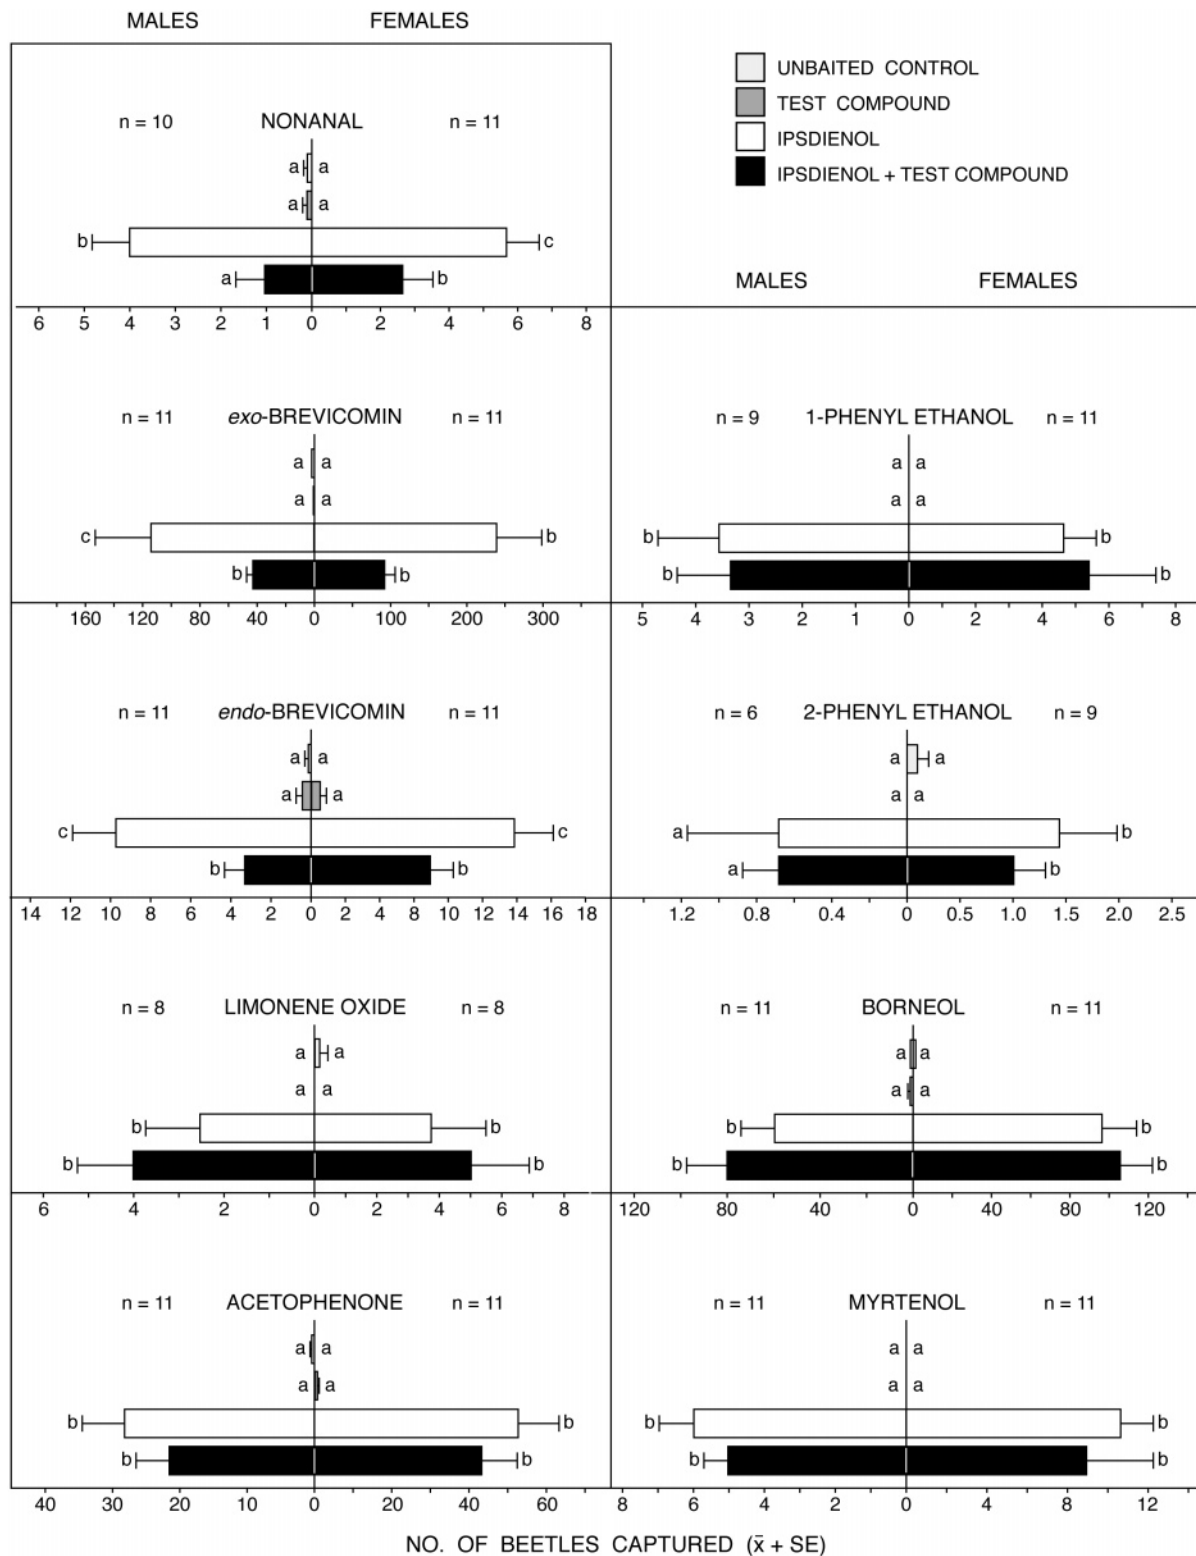 MALES FEMALES
UNBAITED CONTROL
TEST COMPOUND
IPSDIENOL
IPSDIENOL + TEST COMPOUND
n = 10 NONANAL n = 11
a a
a a
b c
a b
6 5 4 3 2 1 0 2 4 6 8
MALES FEMALES
n = 11 exo-BREVICOMIN n = 11
a a
a a
c b
b b
160 120 80 40 0 100 200 300
n = 9 1-PHENYL ETHANOL n = 11
a a
a a
b b
b b
5 4 3 2 1 0 2 4 6 8
n = 11 endo-BREVICOMIN n = 11
a a
a a
c c
b b
14 12 10 8 6 4 2 0 2 4 6 8 10 12 14 16 18
n = 6 2-PHENYL ETHANOL n = 9
a a
a a
a b
a b
1.2 0.8 0.4 0 0.5 1.0 1.5 2.0 2.5
n = 8 LIMONENE OXIDE n = 8
a a
a a
b b
b b
6 4 2 0 2 4 6 8
n = 11 BORNEOL n = 11
a a
a a
b b
b b
120 80 40 0 40 80 120
n = 11 ACETOPHENONE n = 11
a a
a a
b b
b b
40 30 20 10 0 20 40 60
n = 11 MYRTENOL n = 11
a a
a a
b b
b b
8 6 4 2 0 4 8 12
NO. OF BEETLES CAPTURED (x̄ + SE)